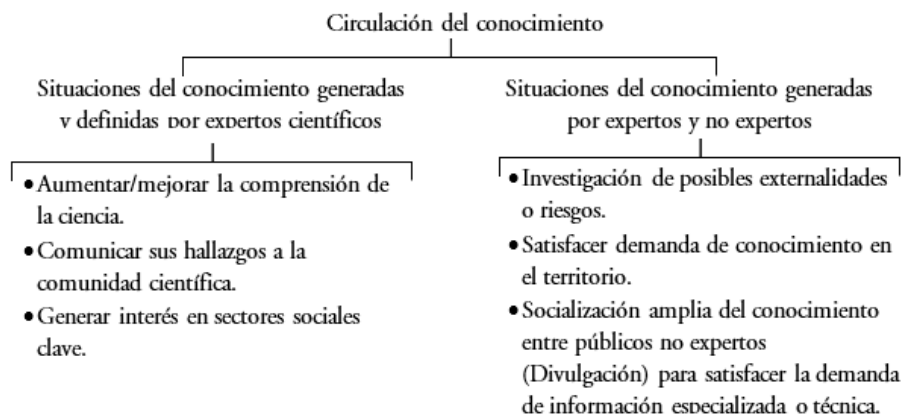 Circulación del conocimiento
Situaciones del conocimiento generadas
y definidas por expertos científicos
• Aumentar/mejorar la comprensión de
la ciencia.
• Comunicar sus hallazgos a la
comunidad científica.
• Generar interés en sectores sociales
clave.
Situaciones del conocimiento generadas
por expertos y no expertos
• Investigación de posibles externalidades
o riesgos.
• Satisfacer demanda de conocimiento en
el territorio.
• Socialización amplia del conocimiento
entre públicos no expertos
(Divulgación) para satisfacer la demanda
de información especializada o técnica.